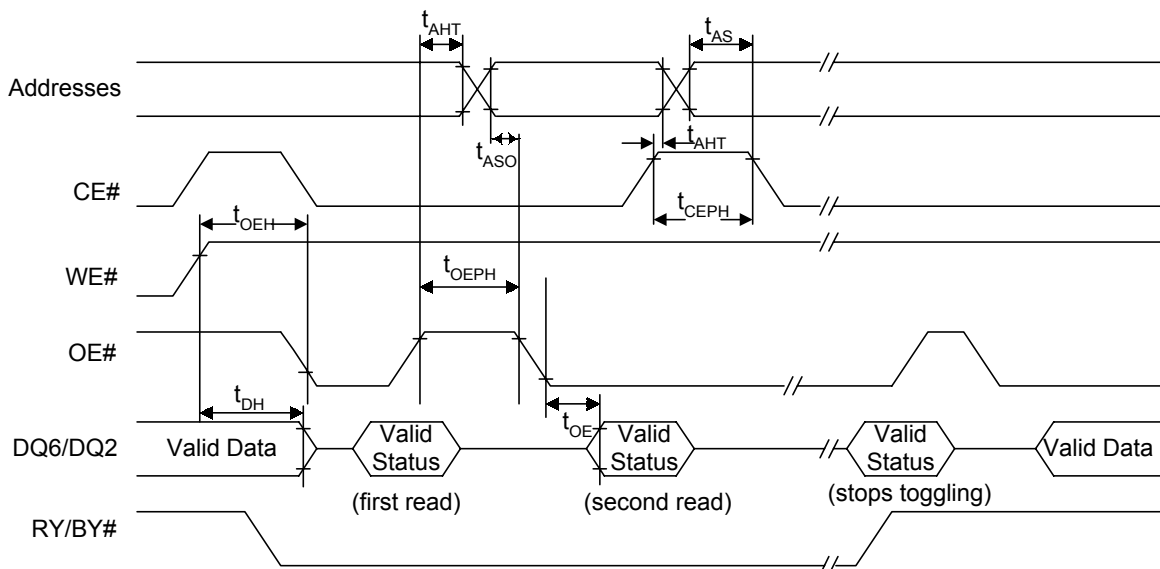 tAHT
tAS
Addresses
tASO
tAHT
CE#
tCEPH
tOEH
WE#
tOEPH
OE#
tDH
tOE
DQ6/DQ2
Valid Data
Valid
Status
Valid
Status
Valid
Status
Valid Data
(first read)
(second read)
(stops toggling)
RY/BY#